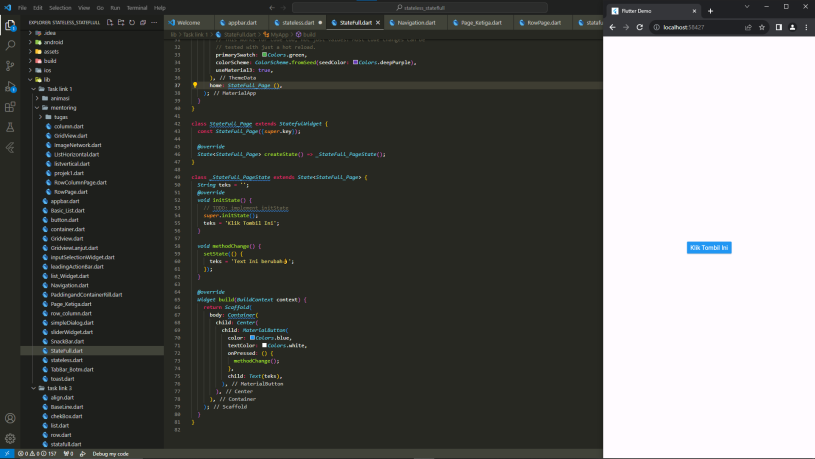 File Edit Selection View Go Run Terminal Help
stateless_statefull
EXPLORER: STATELESS_STATEFULL
.idea
android
assets
build
ios
lib
Task link 1
animasi
mentoring
tugas
column.dart
GridView.dart
ImageNetwork.dart
ListHorizontal.dart
listvertical.dart
projek1.dart
RowColumnPage.dart
RowPage.dart
appbar.dart
Basic_List.dart
button.dart
container.dart
Gridview.dart
GridviewLanjut.dart
inputSelectionWidget.dart
leadingActionBar.dart
list_Widget.dart
Navigation.dart
PaddingandContainerRill.dart
Page_Ketiga.dart
row_column.dart
simpleDialog.dart
sliderWidget.dart
SnackBar.dart
StateFull.dart
stateless.dart
TabBar_Botm.dart
toast.dart
task link 3
align.dart
BaseLine.dart
chekBox.dart
list.dart
row.dart
statafull.dart
0 0 157 0 Debug my code
Welcome appbar.dart stateless.dart StateFull.dart Navigation.dart Page_Ketiga.dart RowPage.dart
lib > Task link 1 > StateFull.dart > MyApp > build
32 // tested with just a hot reload.
33 primarySwatch: Colors.green,
34 colorScheme: ColorScheme.fromSeed(seedColor: Colors.deepPurple),
35 useMaterial3: true,
36 ), // ThemeData
37 home: StateFull_Page (),
38 ); // MaterialApp
39 }
40 }
41
42 class StateFull_Page extends StatefulWidget {
43 const StateFull_Page({super.key});
44
45 @override
46 State<StateFull_Page> createState() => _StateFull_PageState();
47 }
48
49 class _StateFull_PageState extends State<StateFull_Page> {
50 String teks = '';
51 @override
52 void initState() {
53 // TODO: implement initState
54 super.initState();
55 teks = 'Klik Tombil Ini';
56 }
57
58 void methodChange() {
59 setState(() {
60 teks = 'Text ini berubah👍';
61 });
62 }
63
64 @override
65 Widget build(BuildContext context) {
66 return Scaffold(
67 body: Container(
68 child: Center(
69 child: MaterialButton(
70 color: Colors.blue,
71 textColor: Colors.white,
72 onPressed: () {
73 methodChange();
74 },
75 child: Text(teks),
76 ), // MaterialButton
77 ), // Center
78 ), // Container
79 ); // Scaffold
80 }
81 }
82
Flutter Demo
localhost:58427
Klik Tombil Ini